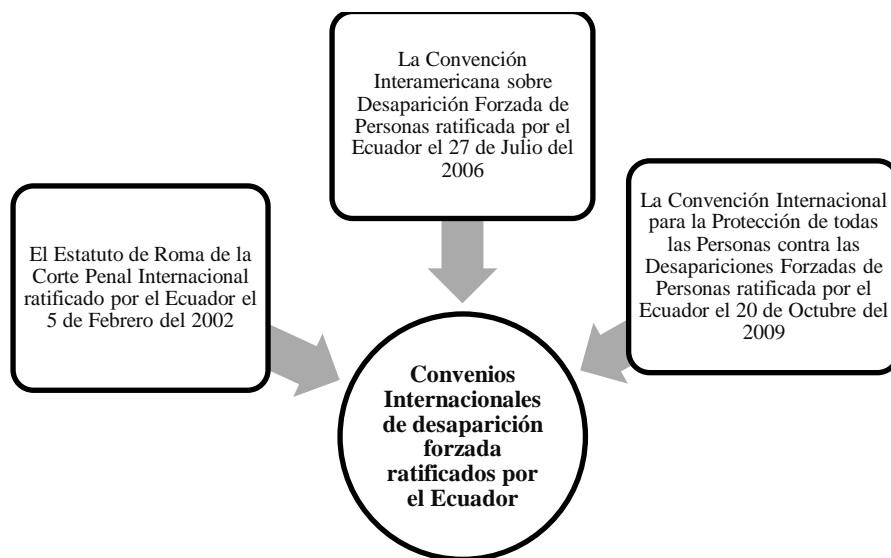 La Convención
Interamericana sobre
Desaparición Forzada de
Personas ratificada por el
Ecuador el 27 de Julio del
2006
El Estatuto de Roma de la
Corte Penal Internacional
ratificado por el Ecuador el
5 de Febrero del 2002
La Convención Internacional
para la Protección de todas
las Personas contra las
Desapariciones Forzadas de
Personas ratificada por el
Ecuador el 20 de Octubre del
2009
Convenios
Internacionales
de desaparición
forzada
ratificados por
el Ecuador